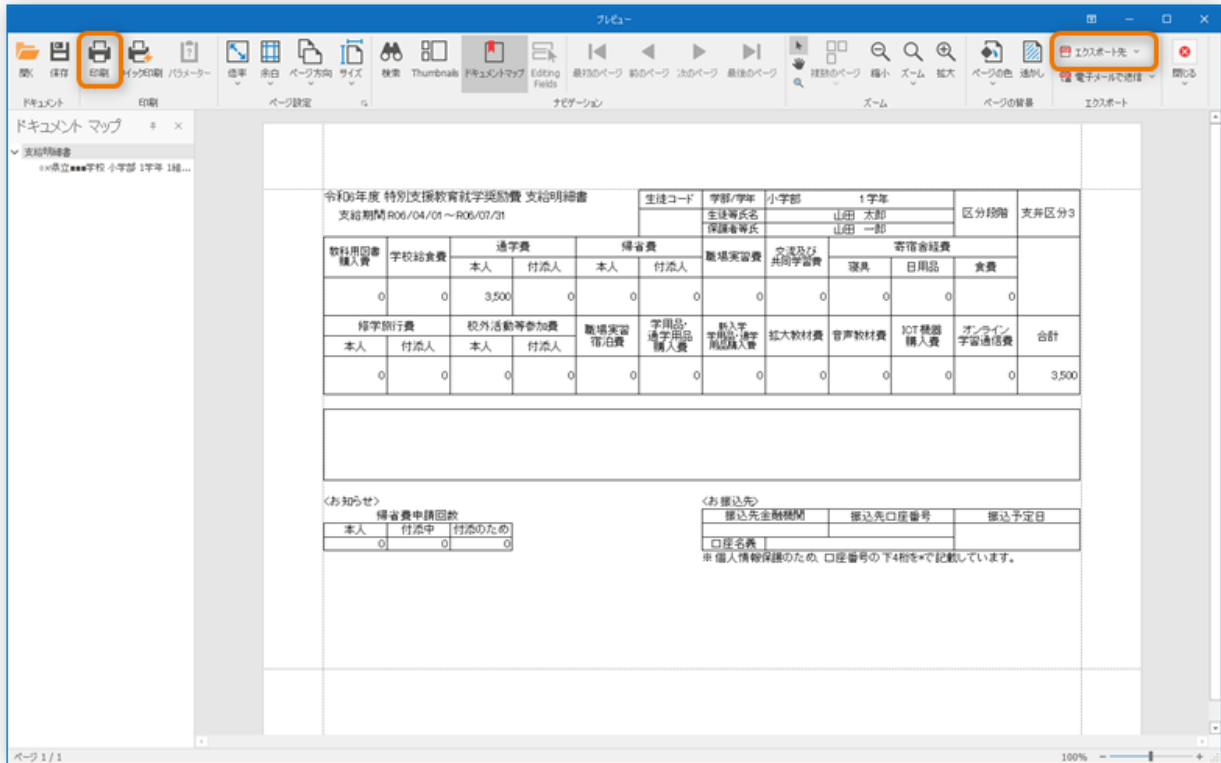 プレビュー
開く 保存 印刷 クイック印刷 パラメーター 倍率 余白 ページ方向 サイズ 検索 Thumbnails ドキュメントマップ Editing Fields 最初のページ 前のページ 次のページ 最後のページ 複数のページ 縮小 ズーム 拡大 ページの色 透かし エクスポート先 電子メールで送信 閉じる
ドキュメント 印刷 ページ設定 ナビゲーション ズーム ページの背景 エクスポート
ドキュメント マップ
支給明細書
○×県立■■■学校 小学部 1学年 1組...
令和6年度 特別支援教育就学奨励費 支給明細書
支給期間 R06/04/01～R06/07/31
生徒コード 学部/学年 小学部 1学年 区分段階 支弁区分3
生徒等氏名 山田 太郎
保護者等氏 山田 一郎
教科用図書購入費 学校給食費 通学費 帰省費 職場実習費 交流及び共同学習費 寄宿舎経費
本人 付添人 本人 付添人 寝具 日用品 食費
0 0 3,500 0 0 0 0 0 0 0 0
修学旅行費 校外活動等参加費 職場実習宿泊費 学用品・通学用品購入費 新入学学用品・通学用品購入費 拡大教材費 音声教材費 ICT機器購入費 オンライン学習通信費 合計
本人 付添人 本人 付添人
0 0 0 0 0 0 0 0 0 0 0 3,500
<お知らせ>
帰省費申請回数
本人 付添中 付添のため
0 0 0
<お振込先>
振込先金融機関 振込先口座番号 振込予定日
口座名義
※個人情報保護のため、口座番号の下4桁を*で記載しています。
ページ 1 / 1
100%